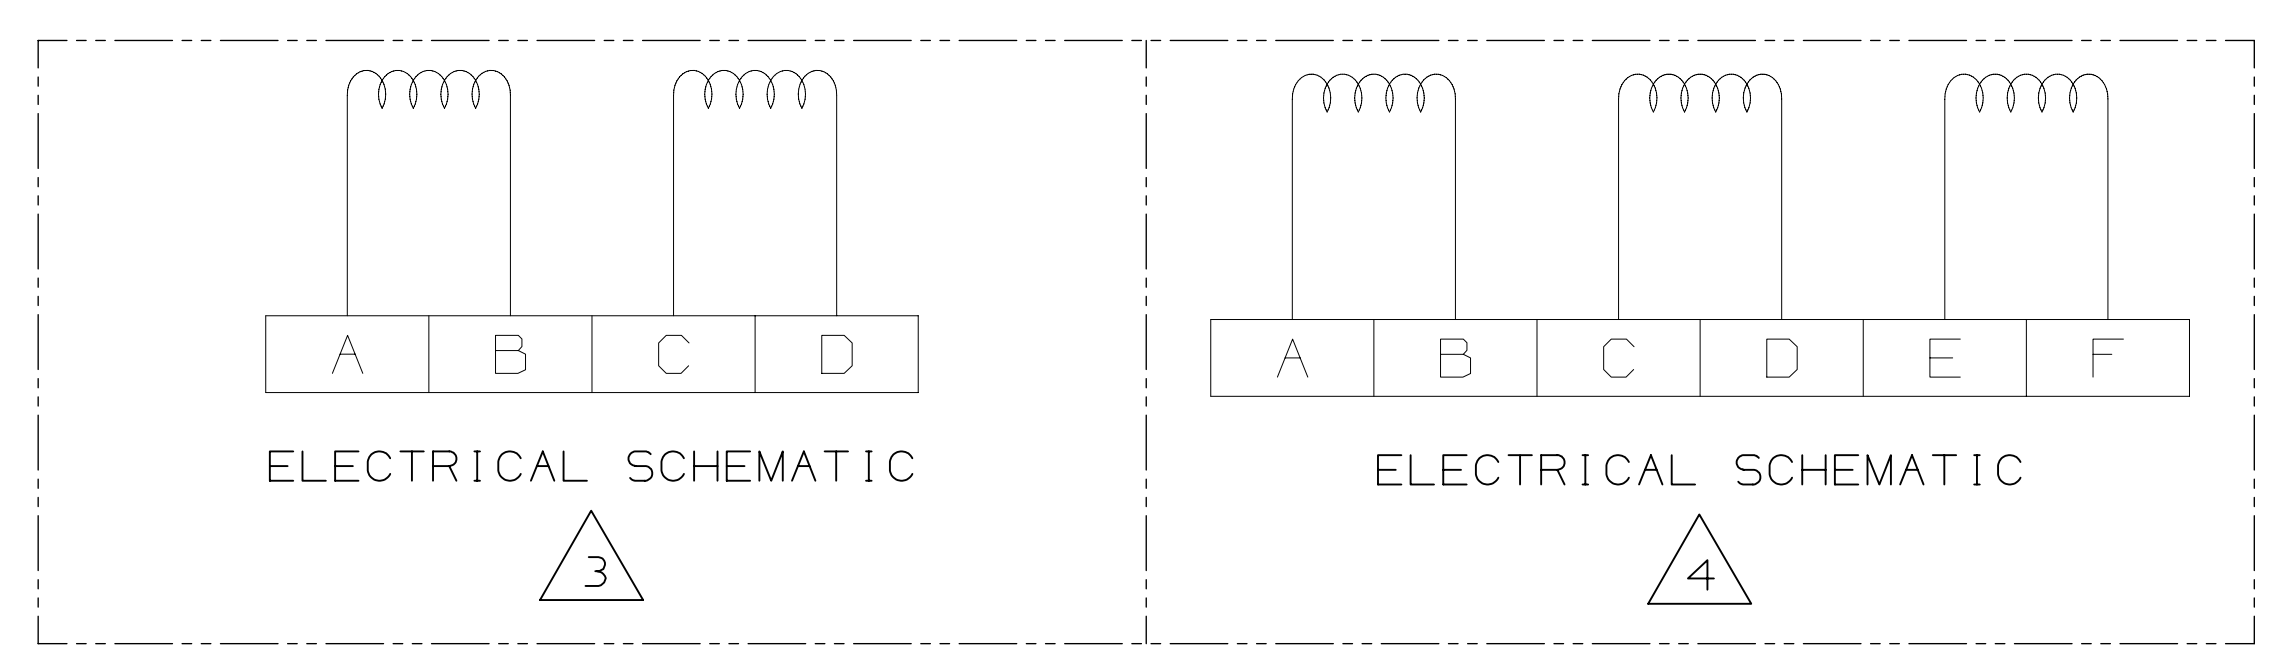 A B C D
ELECTRICAL SCHEMATIC
3
A B C D E F
ELECTRICAL SCHEMATIC
4